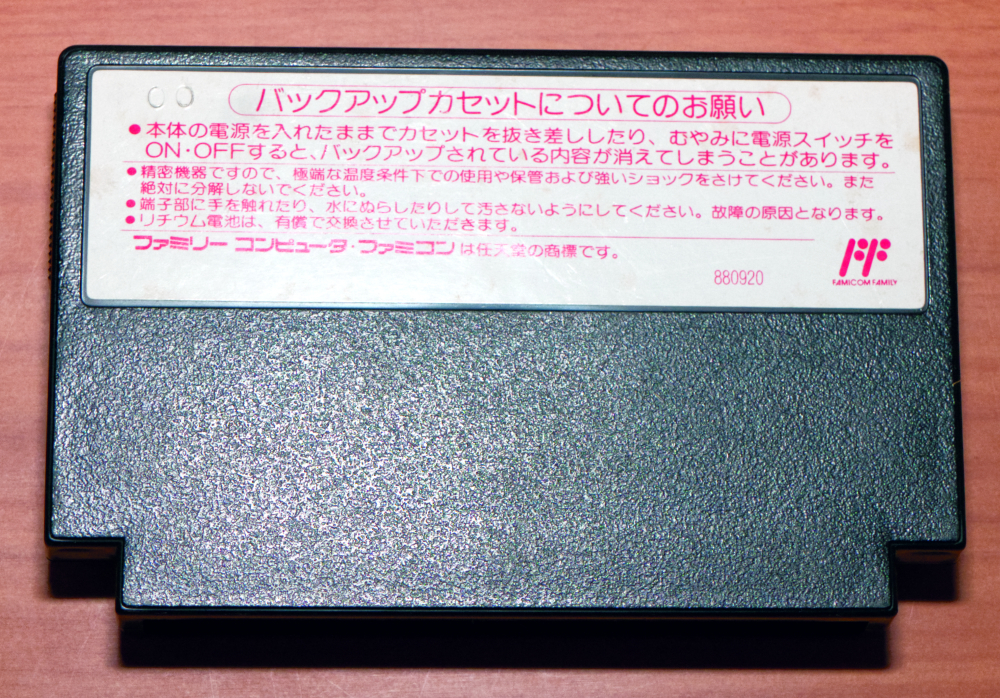 バックアップカセットについてのお願い
●本体の電源を入れたままでカセットを抜き差ししたり、むやみに電源スイッチを
ON・OFFすると、バックアップされている内容が消えてしまうことがあります。
●精密機器ですので、極端な温度条件下での使用や保管および強いショックをさけてください。また
絶対に分解しないでください。
●端子部に手を触れたり、水にぬらしたりして汚さないようにしてください。故障の原因となります。
●リチウム電池は、有償で交換させていただきます。
ファミリーコンピュータ・ファミコンは任天堂の商標です。
880920
FAMICOM FAMILY